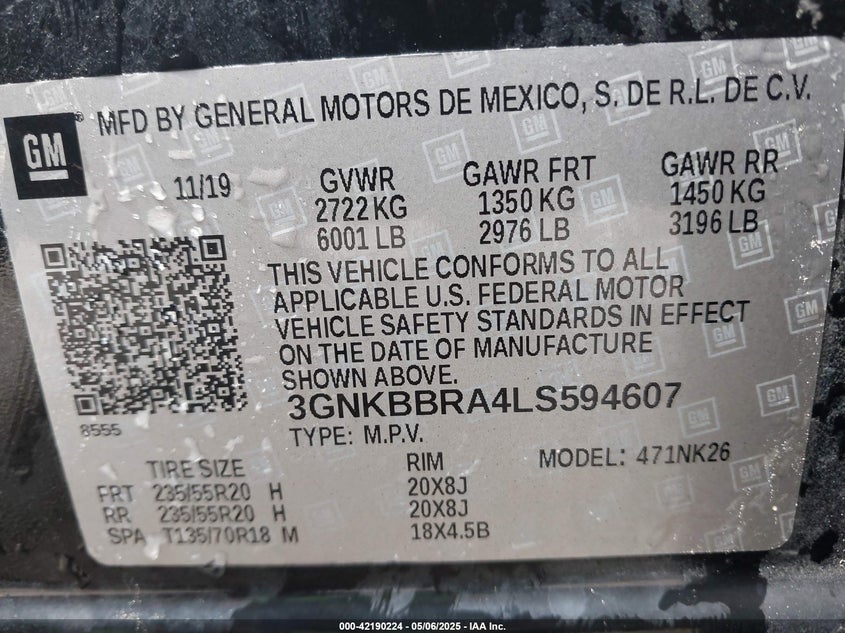 GM
MFD BY GENERAL MOTORS DE MEXICO, S. DE R.L. DE C.V.
11/19 GVWR GAWR FRT GAWR RR
2722 KG 1350 KG 1450 KG
6001 LB 2976 LB 3196 LB
THIS VEHICLE CONFORMS TO ALL
APPLICABLE U.S. FEDERAL MOTOR
VEHICLE SAFETY STANDARDS IN EFFECT
ON THE DATE OF MANUFACTURE
SHOWN ABOVE.
8555
3GNKBBRA4LS594607
TYPE: M.P.V.
MODEL: 471NK26
TIRE SIZE RIM
FRT 235/55R20 H 20X8J
RR 235/55R20 H 20X8J
SPA T135/70R18 M 18X4.5B
000-42190224 - 05/06/2025 - IAA Inc.